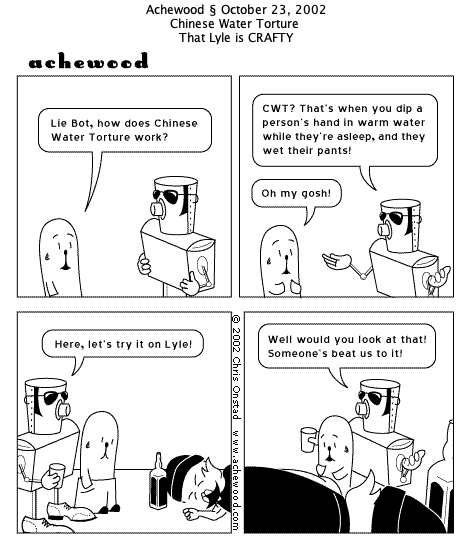 Achewood § October 23, 2002
Chinese Water Torture
That Lyle is CRAFTY
achewood
Lie Bot, how does Chinese
Water Torture work?
CWT? That's when you dip a
person's hand in warm water
while they're asleep, and they
wet their pants!
Oh my gosh!
Here, let's try it on Lyle!
© 2002 Chris Onstad www.achewood.com
Well would you look at that!
Someone's beat us to it!